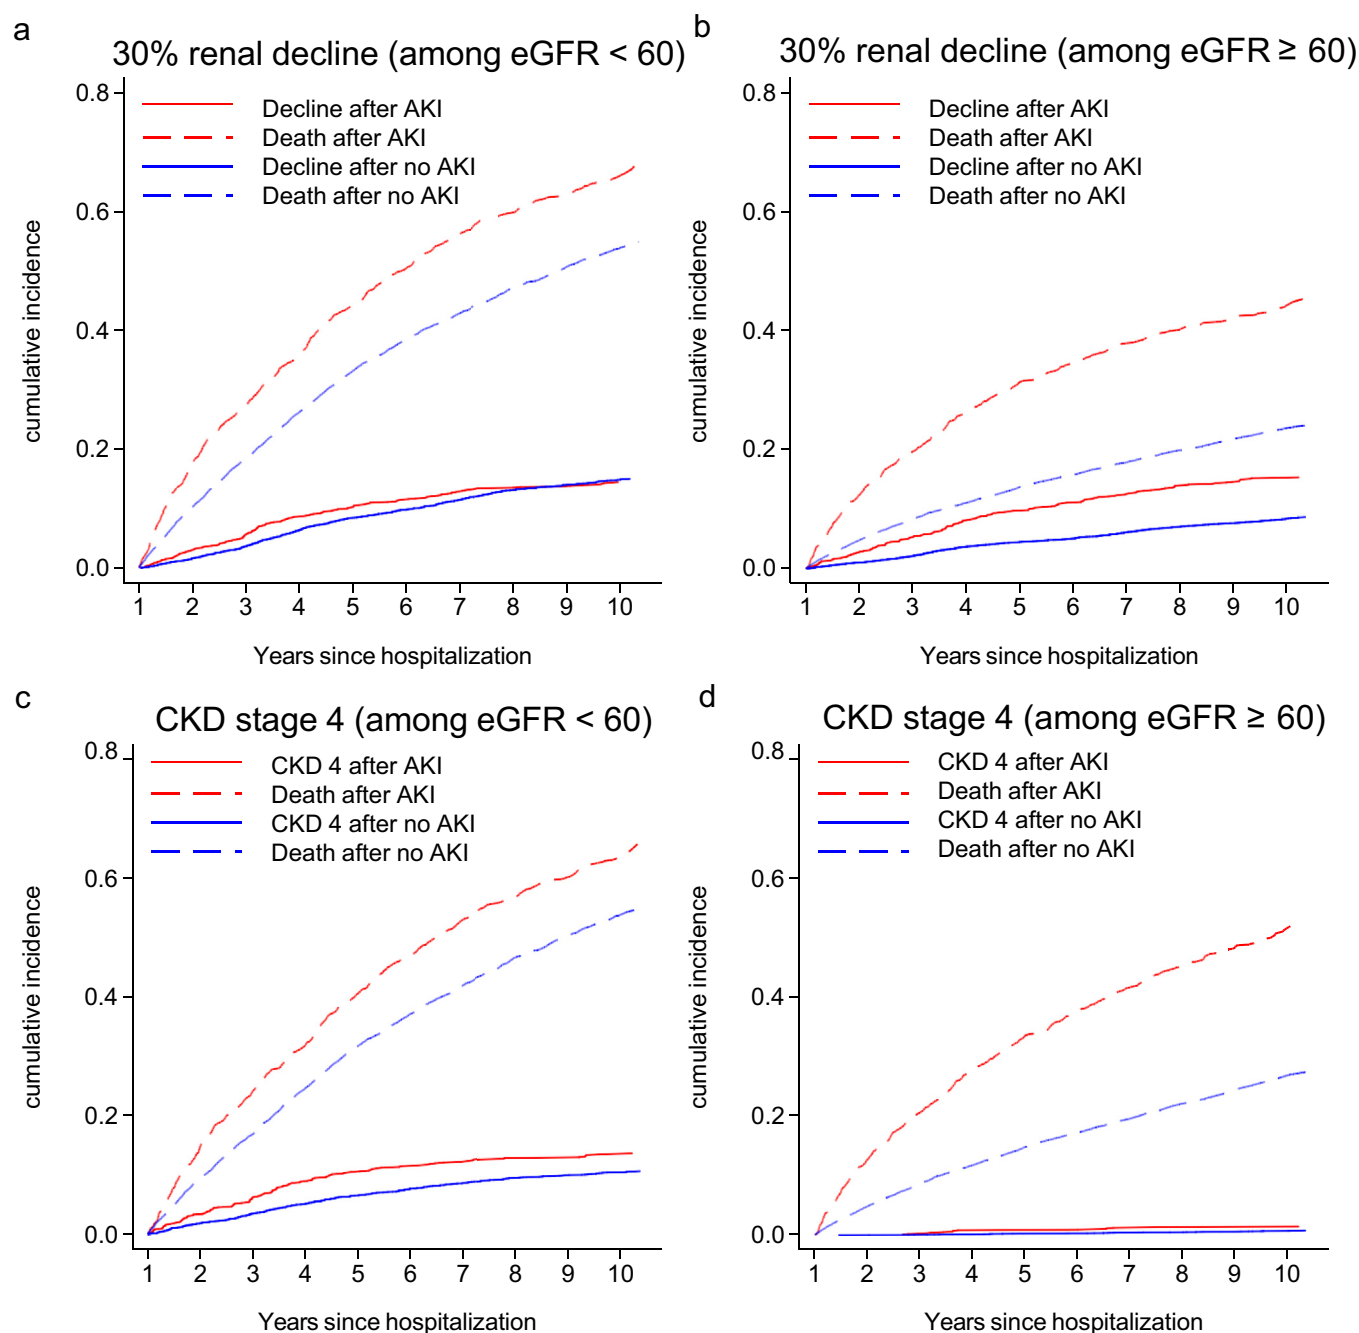 a
30% renal decline (among eGFR < 60)
0.8
0.6
0.4
0.2
0.0
cumulative incidence
Decline after AKI
Death after AKI
Decline after no AKI
Death after no AKI
1 2 3 4 5 6 7 8 9 10
Years since hospitalization
b
30% renal decline (among eGFR ≥ 60)
0.8
0.6
0.4
0.2
0.0
cumulative incidence
Decline after AKI
Death after AKI
Decline after no AKI
Death after no AKI
1 2 3 4 5 6 7 8 9 10
Years since hospitalization
c
CKD stage 4 (among eGFR < 60)
0.8
0.6
0.4
0.2
0.0
cumulative incidence
CKD 4 after AKI
Death after AKI
CKD 4 after no AKI
Death after no AKI
1 2 3 4 5 6 7 8 9 10
Years since hospitalization
d
CKD stage 4 (among eGFR ≥ 60)
0.8
0.6
0.4
0.2
0.0
cumulative incidence
CKD 4 after AKI
Death after AKI
CKD 4 after no AKI
Death after no AKI
1 2 3 4 5 6 7 8 9 10
Years since hospitalization